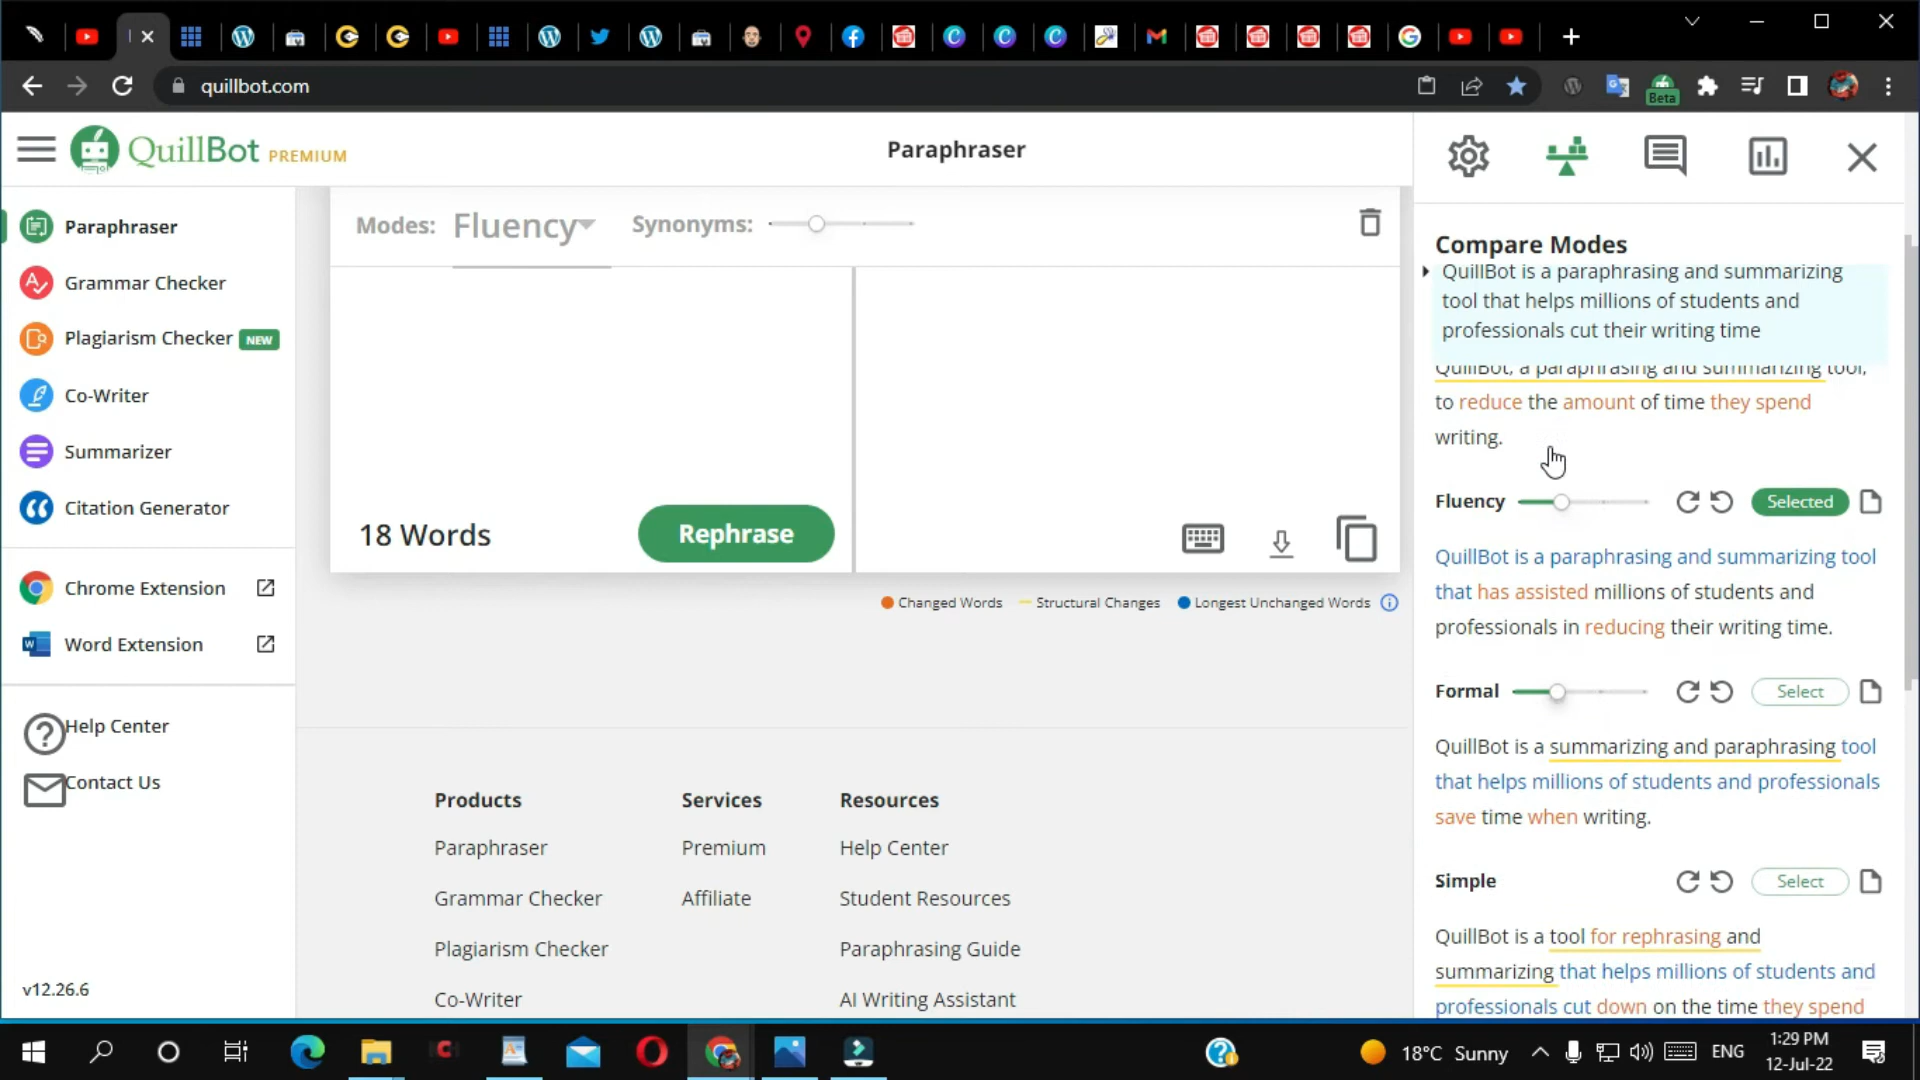 quillbot.com
Beta
QuillBot PREMIUM
Paraphraser
Paraphraser
Grammar Checker
Plagiarism Checker NEW
Co-Writer
Summarizer
Citation Generator
Chrome Extension
Word Extension
Help Center
Contact Us
v12.26.6
Modes: Fluency
Synonyms:
18 Words
Rephrase
Changed Words
Structural Changes
Longest Unchanged Words
Products
Paraphraser
Grammar Checker
Plagiarism Checker
Co-Writer
Services
Premium
Affiliate
Resources
Help Center
Student Resources
Paraphrasing Guide
AI Writing Assistant
Compare Modes
QuillBot is a paraphrasing and summarizing
tool that helps millions of students and
professionals cut their writing time
QuillBot, a paraphrasing and summarizing tool,
to reduce the amount of time they spend
writing.
Fluency
Selected
QuillBot is a paraphrasing and summarizing tool
that has assisted millions of students and
professionals in reducing their writing time.
Formal
Select
QuillBot is a summarizing and paraphrasing tool
that helps millions of students and professionals
save time when writing.
Simple
Select
QuillBot is a tool for rephrasing and
summarizing that helps millions of students and
professionals cut down on the time they spend
18°C Sunny
ENG
1:29 PM
12-Jul-22